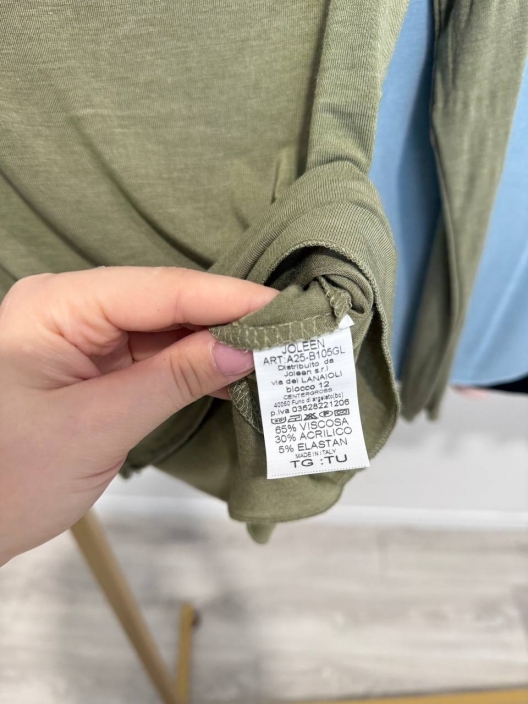 JOLEEN
ART:A25-B105GL
Distribuito da
Joleen s.r.l
via dei LANAIOLI
blocco 12
CENTERGROSS
40050 Funo di argelato(bo)
p.iva 03628221206
65% VISCOSA
30% ACRILICO
5% ELASTAN
MADE IN ITALY
TG :TU